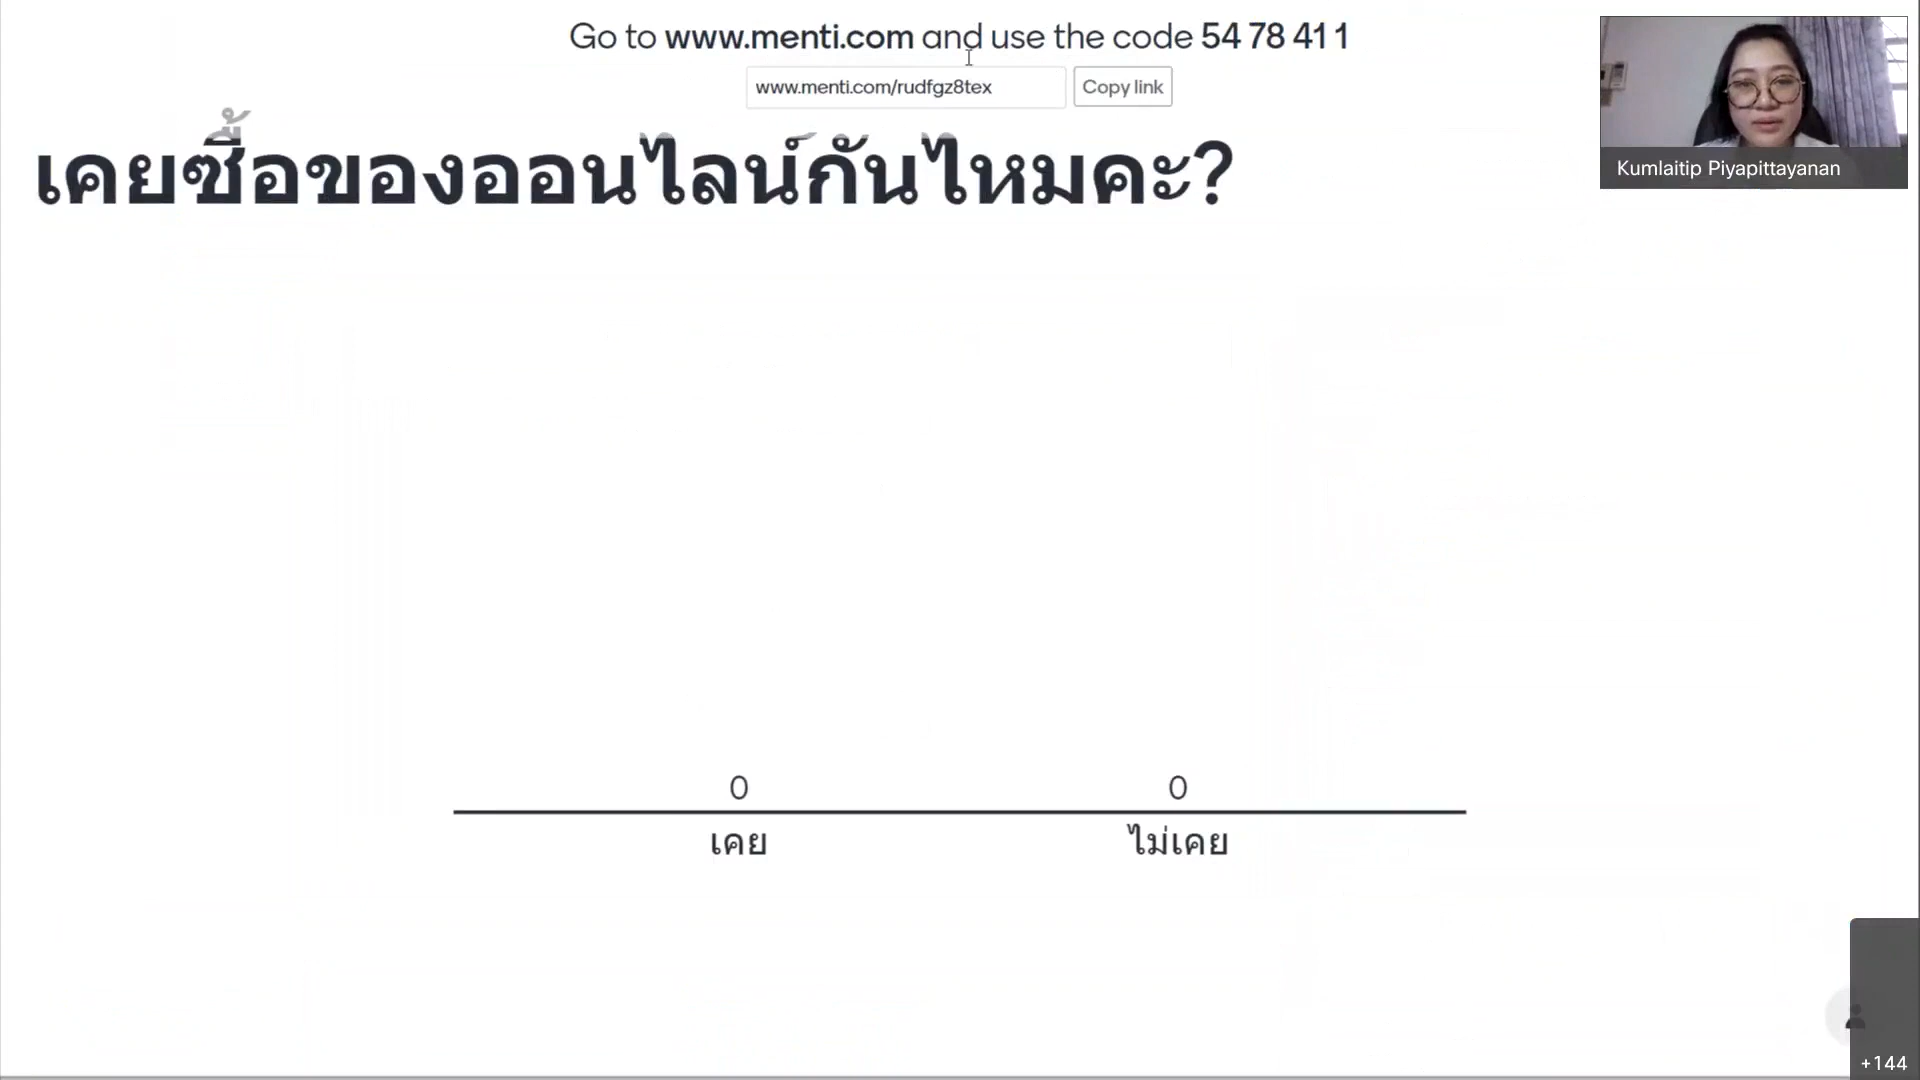 Go to www.menti.com and use the code 54 78 41 1
www.menti.com/rudfgz8tex
Copy link
เคยซื้อของออนไลน์กันไหมคะ?
Kumlaitip Piyapittayanan
0
0
เคย
ไม่เคย
+144